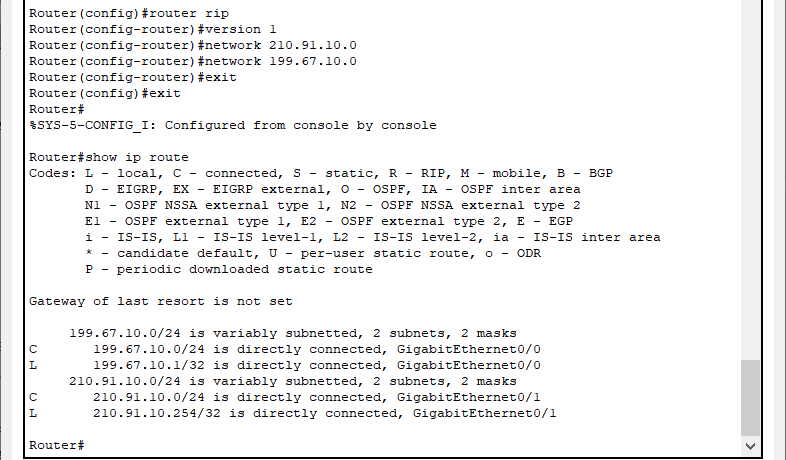 Router(config)#router rip
Router(config-router)#version 1
Router(config-router)#network 210.91.10.0
Router(config-router)#network 199.67.10.0
Router(config-router)#exit
Router(config)#exit
Router#
%SYS-5-CONFIG_I: Configured from console by console

Router#show ip route
Codes: L - local, C - connected, S - static, R - RIP, M - mobile, B - BGP
       D - EIGRP, EX - EIGRP external, O - OSPF, IA - OSPF inter area
       N1 - OSPF NSSA external type 1, N2 - OSPF NSSA external type 2
       E1 - OSPF external type 1, E2 - OSPF external type 2, E - EGP
       i - IS-IS, L1 - IS-IS level-1, L2 - IS-IS level-2, ia - IS-IS inter area
       * - candidate default, U - per-user static route, o - ODR
       P - periodic downloaded static route

Gateway of last resort is not set

     199.67.10.0/24 is variably subnetted, 2 subnets, 2 masks
C       199.67.10.0/24 is directly connected, GigabitEthernet0/0
L       199.67.10.1/32 is directly connected, GigabitEthernet0/0
     210.91.10.0/24 is variably subnetted, 2 subnets, 2 masks
C       210.91.10.0/24 is directly connected, GigabitEthernet0/1
L       210.91.10.254/32 is directly connected, GigabitEthernet0/1

Router#